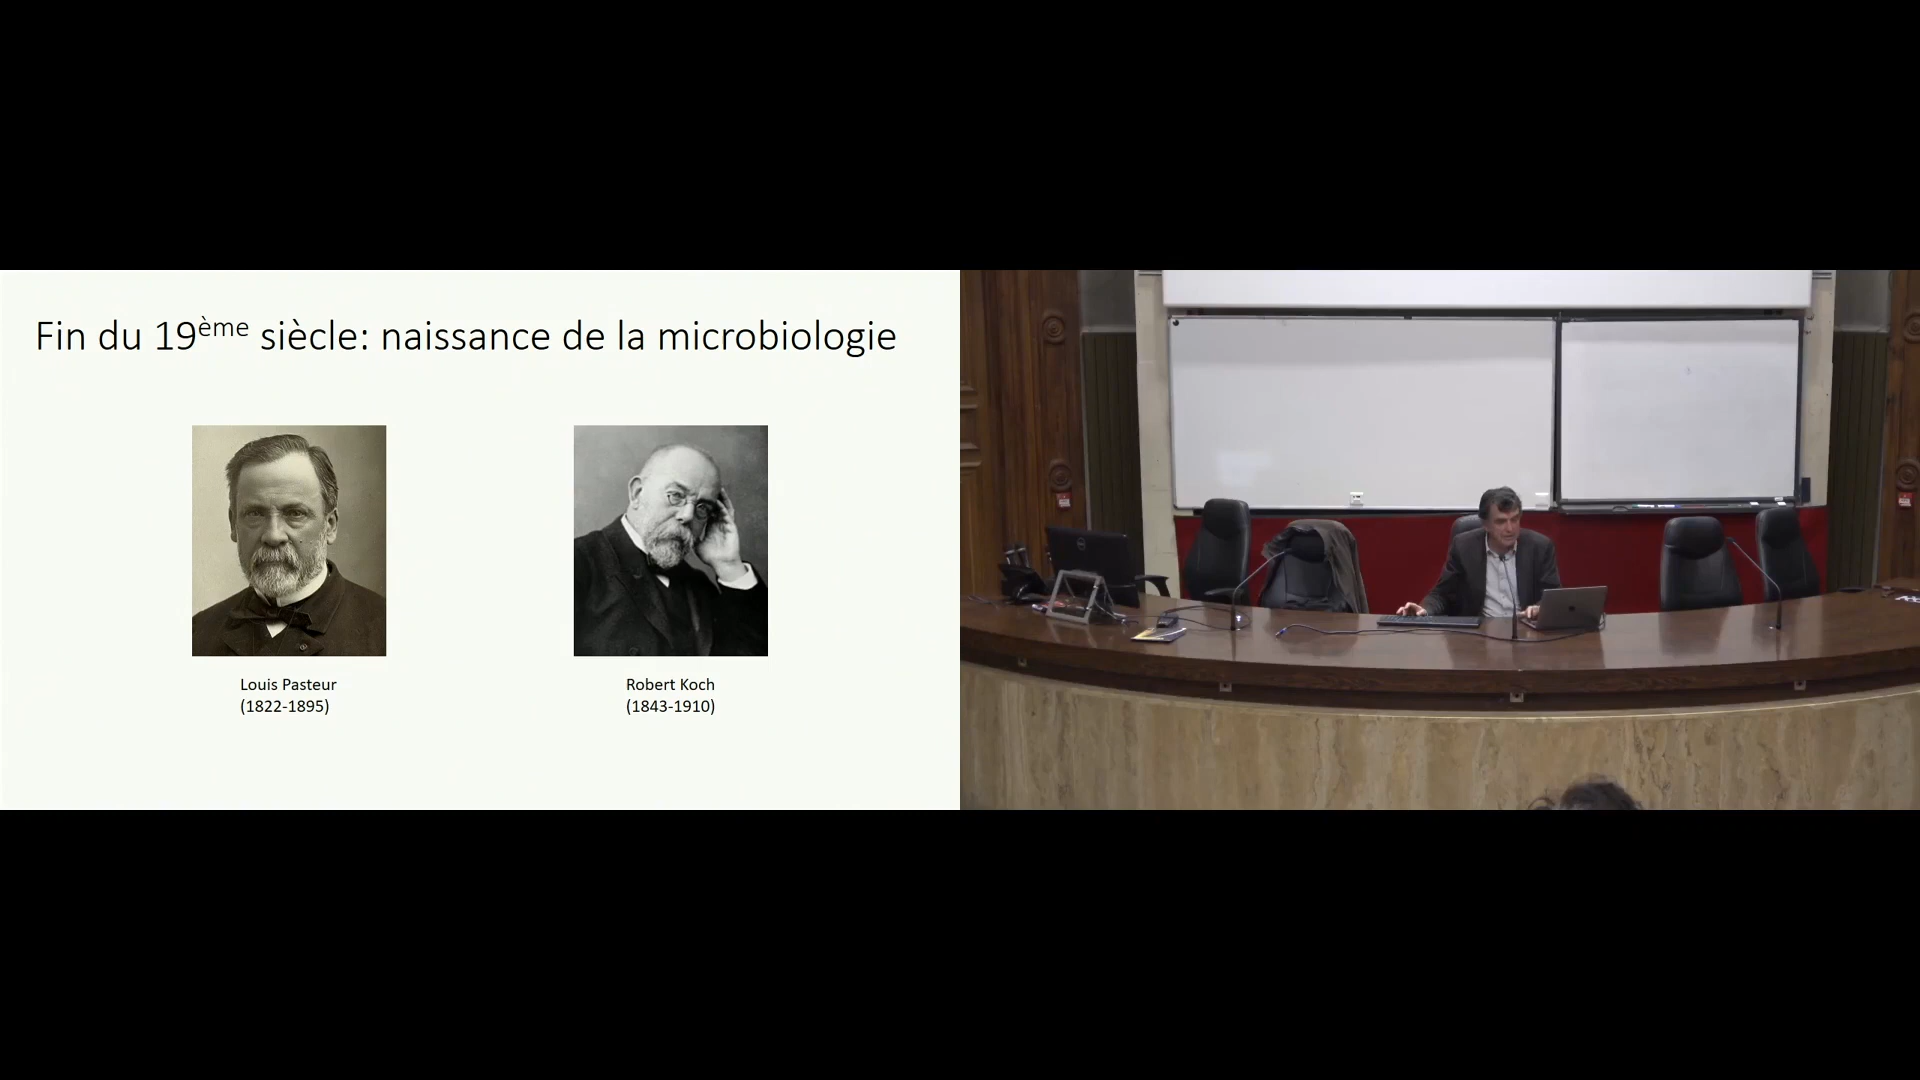 Fin du 19ème siècle: naissance de la microbiologie
Louis Pasteur
(1822-1895)
Robert Koch
(1843-1910)